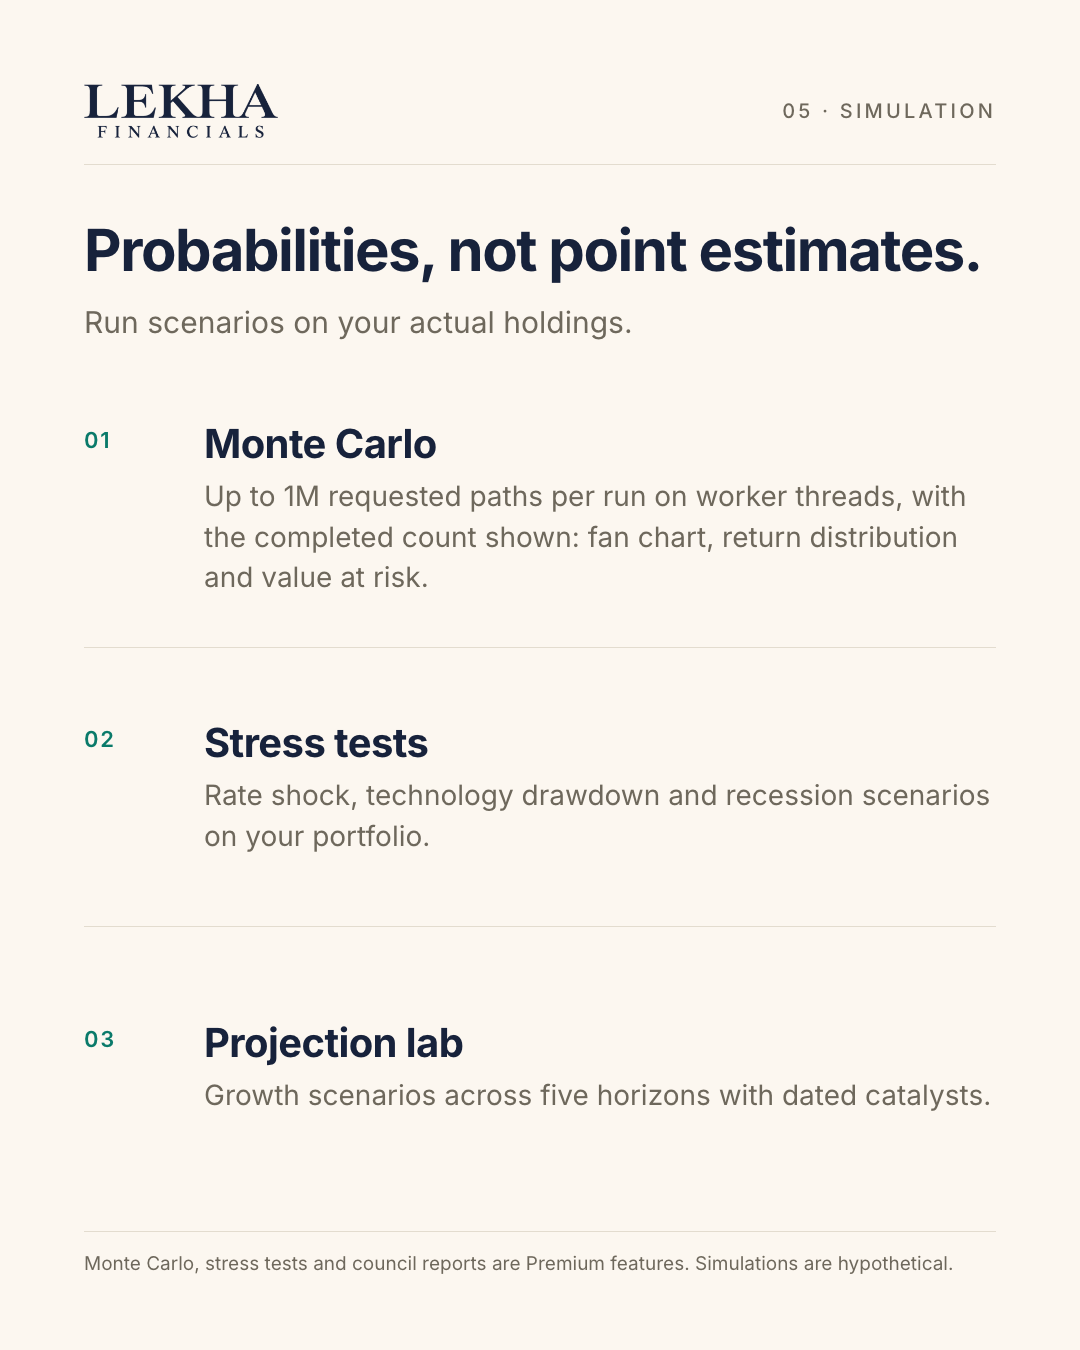 LEKHA
FINANCIALS
05 · SIMULATION
Probabilities, not point estimates.
Run scenarios on your actual holdings.
01
Monte Carlo
Up to 1M requested paths per run on worker threads, with
the completed count shown: fan chart, return distribution
and value at risk.
02
Stress tests
Rate shock, technology drawdown and recession scenarios
on your portfolio.
03
Projection lab
Growth scenarios across five horizons with dated catalysts.
Monte Carlo, stress tests and council reports are Premium features. Simulations are hypothetical.